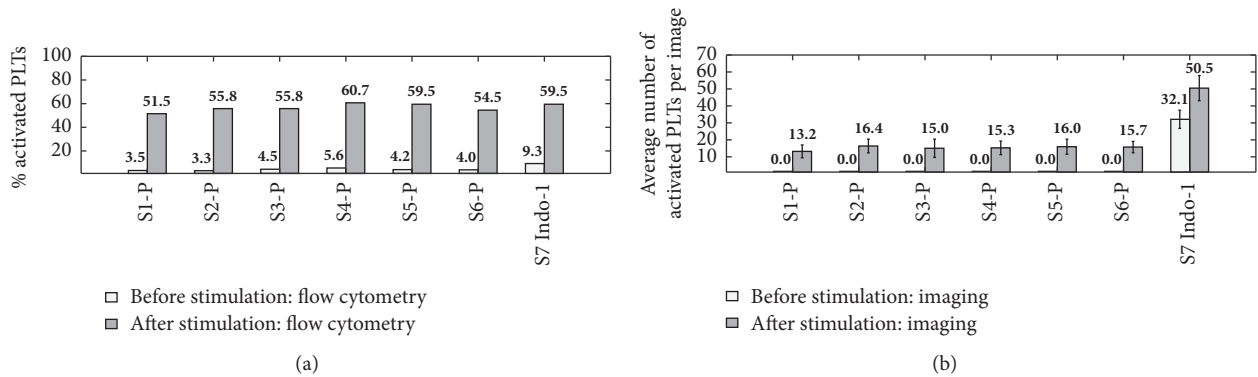 % activated PLTs
100
80
60
40
20
3.5
51.5
3.3
55.8
4.5
55.8
5.6
60.7
4.2
59.5
4.0
54.5
9.3
59.5
S1-P
S2-P
S3-P
S4-P
S5-P
S6-P
S7 Indo-1
Before stimulation: flow cytometry
After stimulation: flow cytometry
(a)
Average number of
activated PLTs per image
70
60
50
40
30
20
10
0.0
13.2
0.0
16.4
0.0
15.0
0.0
15.3
0.0
16.0
0.0
15.7
32.1
50.5
S1-P
S2-P
S3-P
S4-P
S5-P
S6-P
S7 Indo-1
Before stimulation: imaging
After stimulation: imaging
(b)